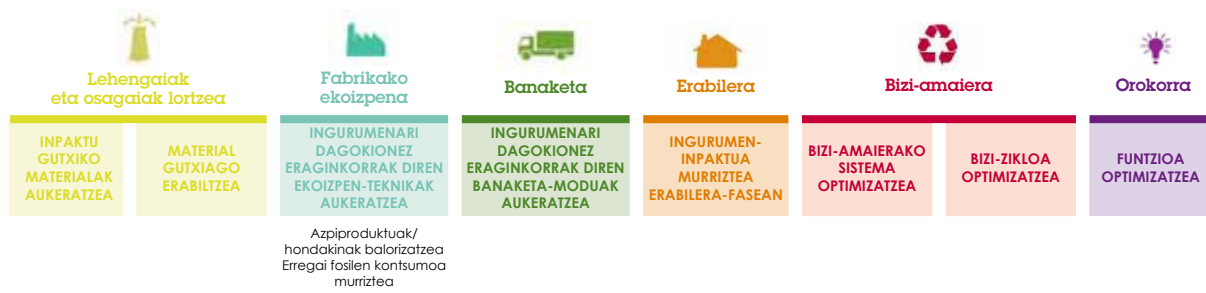 Lehengaiak
eta osagaiak lortzea
Fabrikako
ekoizpena
Banaketa
Erabilera
Bizi-amaiera
Orokorra
INPAKTU
GUTXIKO
MATERIALAK
AUKERATZEA
MATERIAL
GUTXIAGO
ERABILTZEA
INGURUMENARI
DAGOKIONEZ
ERAGINKORRAK DIREN
EKOIZPEN-TEKNIKAK
AUKERATZEA
INGURUMENARI
DAGOKIONEZ
ERAGINKORRAK DIREN
BANAKETA-MODUAK
AUKERATZEA
INGURUMEN-
INPAKTUA
MURRIZTEA
ERABILERA-FASEAN
BIZI-AMAIERAKO
SISTEMA
OPTIMIZATZEA
BIZI-ZIKLOA
OPTIMIZATZEA
FUNTZIOA
OPTIMIZATZEA
Azpiproduktuak/
hondakinak balorizatzea
Erregai fosilen kontsumoa
murriztea